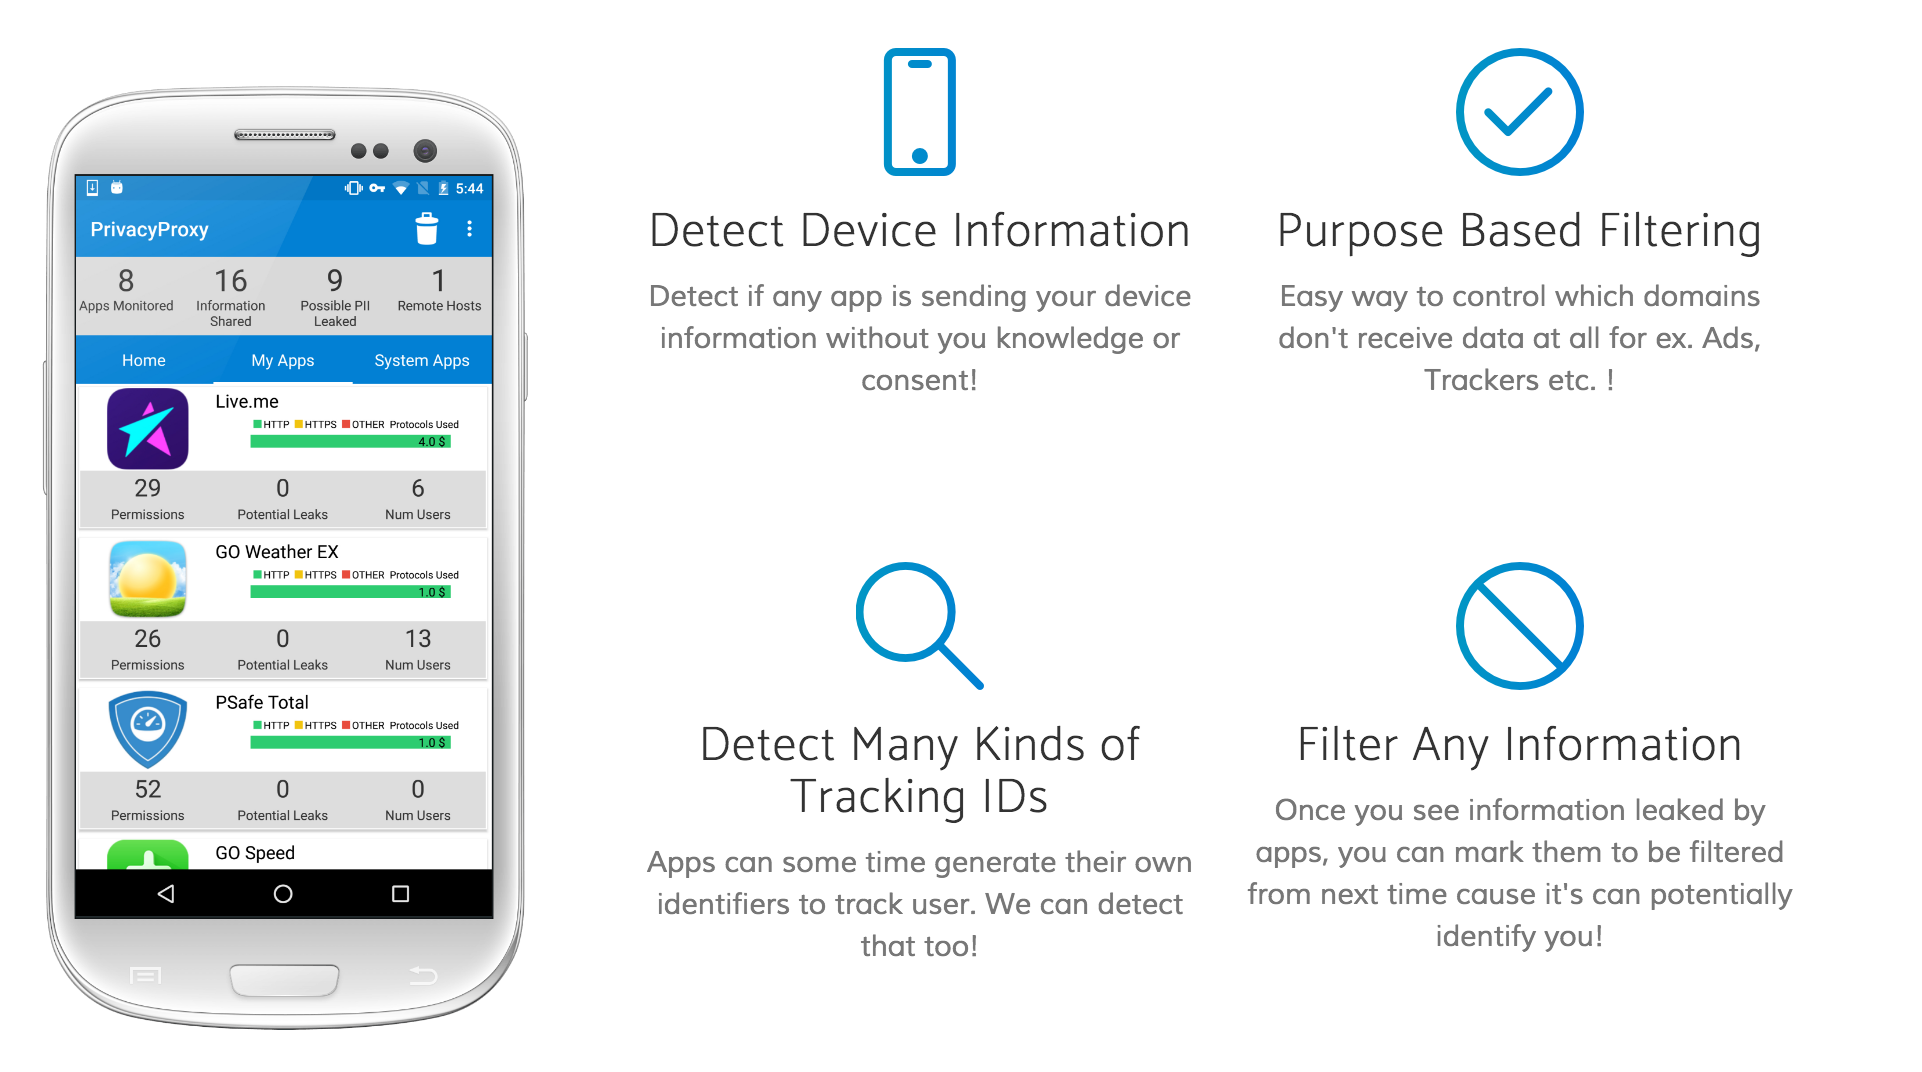 5:44
PrivacyProxy
8 16 9 1
Apps Monitored Information Possible PII Remote Hosts
Shared Leaked
Home My Apps System Apps
Live.me
HTTP HTTPS OTHER Protocols Used
4.0 $
29 0 6
Permissions Potential Leaks Num Users
GO Weather EX
HTTP HTTPS OTHER Protocols Used
1.0 $
26 0 13
Permissions Potential Leaks Num Users
PSafe Total
HTTP HTTPS OTHER Protocols Used
1.0 $
52 0 0
Permissions Potential Leaks Num Users
GO Speed
Detect Device Information
Detect if any app is sending your device
information without you knowledge or
consent!
Purpose Based Filtering
Easy way to control which domains
don't receive data at all for ex. Ads,
Trackers etc. !
Detect Many Kinds of
Tracking IDs
Apps can some time generate their own
identifiers to track user. We can detect
that too!
Filter Any Information
Once you see information leaked by
apps, you can mark them to be filtered
from next time cause it's can potentially
identify you!